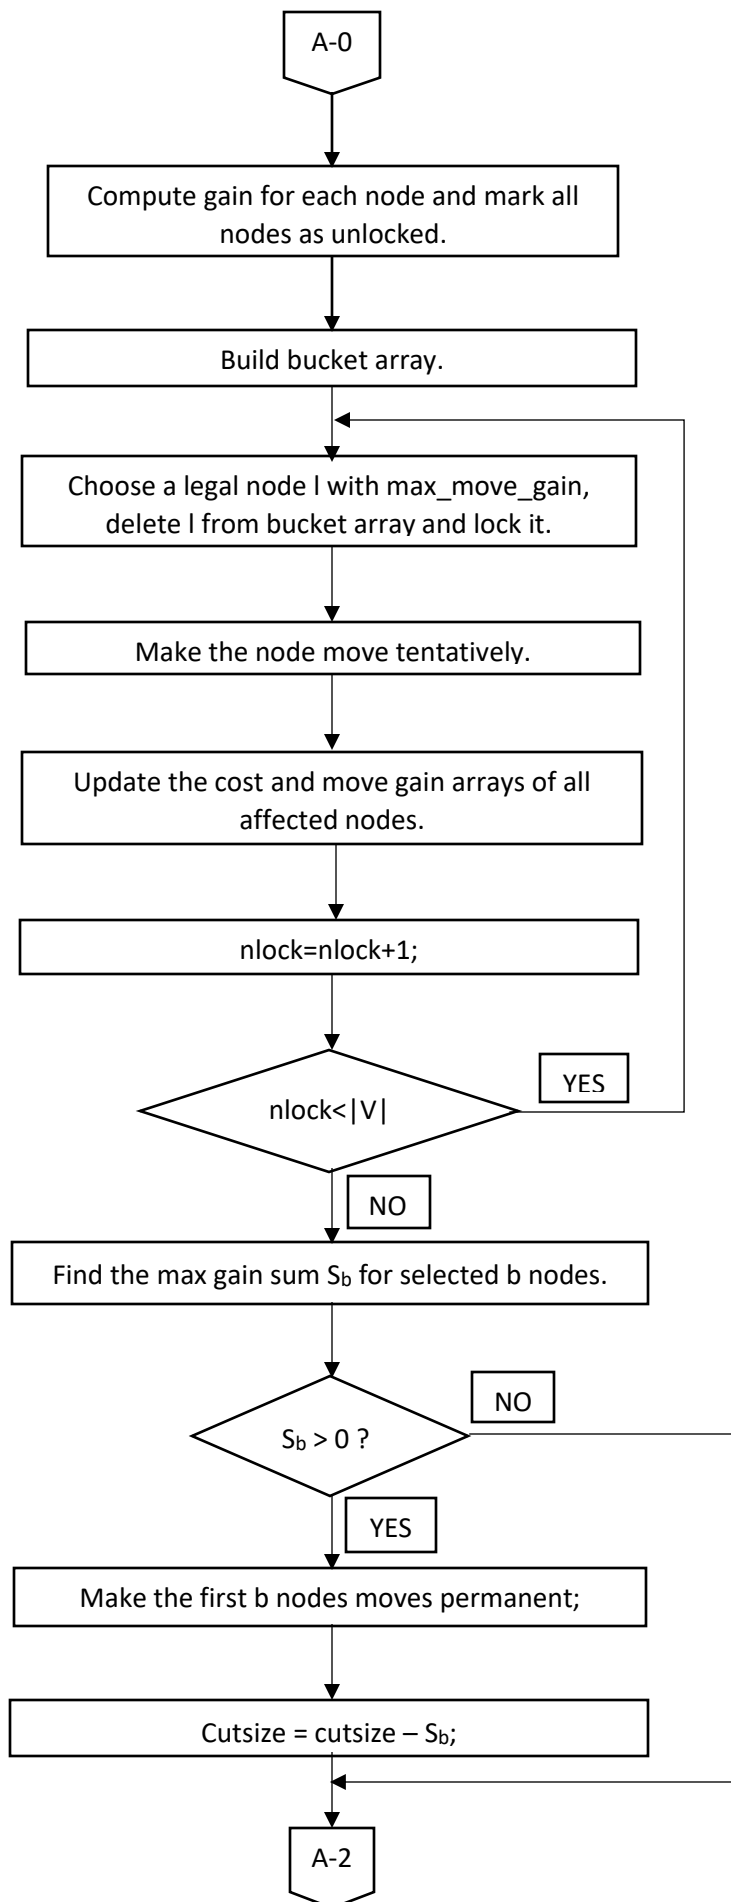 A-0
Compute gain for each node and mark all
nodes as unlocked.
Build bucket array.
Choose a legal node l with max_move_gain,
delete l from bucket array and lock it.
Make the node move tentatively.
Update the cost and move gain arrays of all
affected nodes.
nlock=nlock+1;
nlock<|V|
YES
NO
Find the max gain sum Sb for selected b nodes.
NO
Sb > 0 ?
YES
Make the first b nodes moves permanent;
Cutsize = cutsize – Sb;
A-2